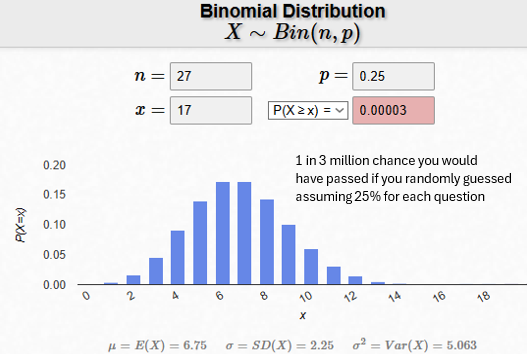 Binomial Distribution
X ~ Bin(n, p)
n = 27
p = 0.25
x = 17
P(X ≥ x) = 0.00003
1 in 3 million chance you would
have passed if you randomly guessed
assuming 25% for each question
P(X=x)
0.20
0.15
0.10
0.05
0.00
0 2 4 6 8 10 12 14 16 18
x
μ = E(X) = 6.75 σ = SD(X) = 2.25 σ² = Var(X) = 5.063